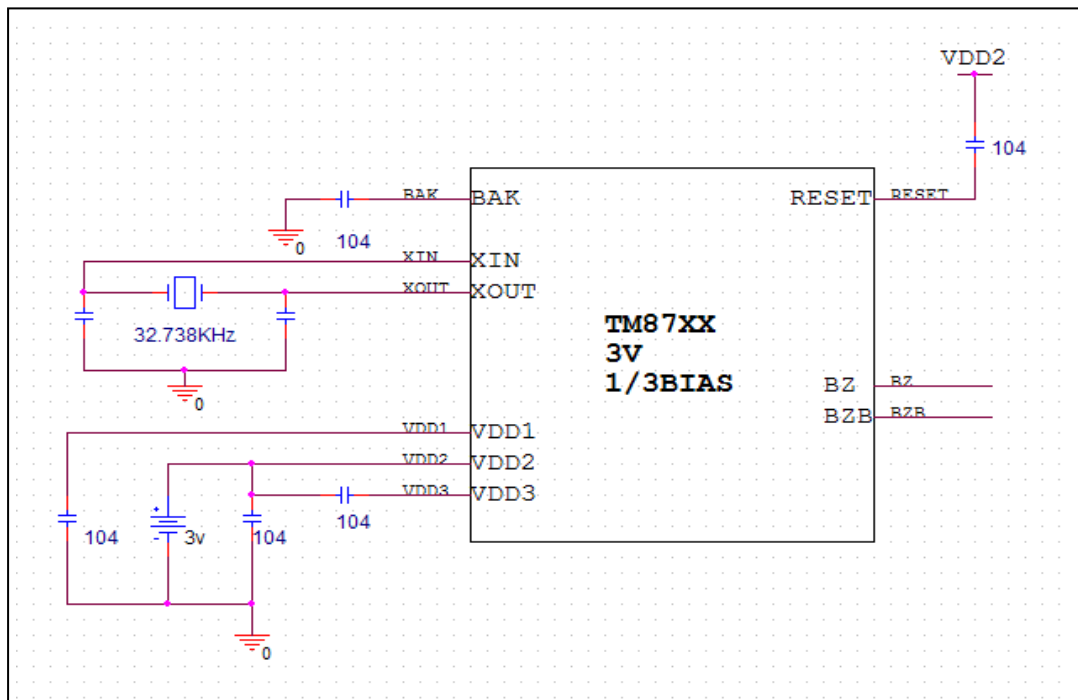 VDD2
104
BAK
BAK
RESET
RESET
104
0
XIN
XIN
XOUT
XOUT
32.738KHz
0
TM87XX
3V
1/3BIAS
BZ
BZ
BZB
BZB
VDD1
VDD1
VDD2
VDD2
VDD3
VDD3
104
104
+
-
3v
104
0